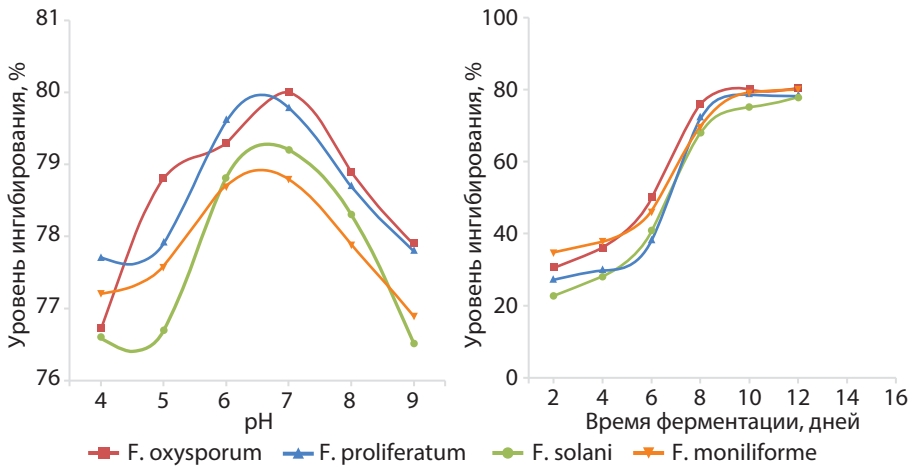 Уровень ингибирования, %
81
80
79
78
77
76
4 5 6 7 8 9
pH
Уровень ингибирования, %
100
80
60
40
20
0
2 4 6 8 10 12 14 16
Время ферментации, дней
F. oxysporum F. proliferatum F. solani F. moniliforme